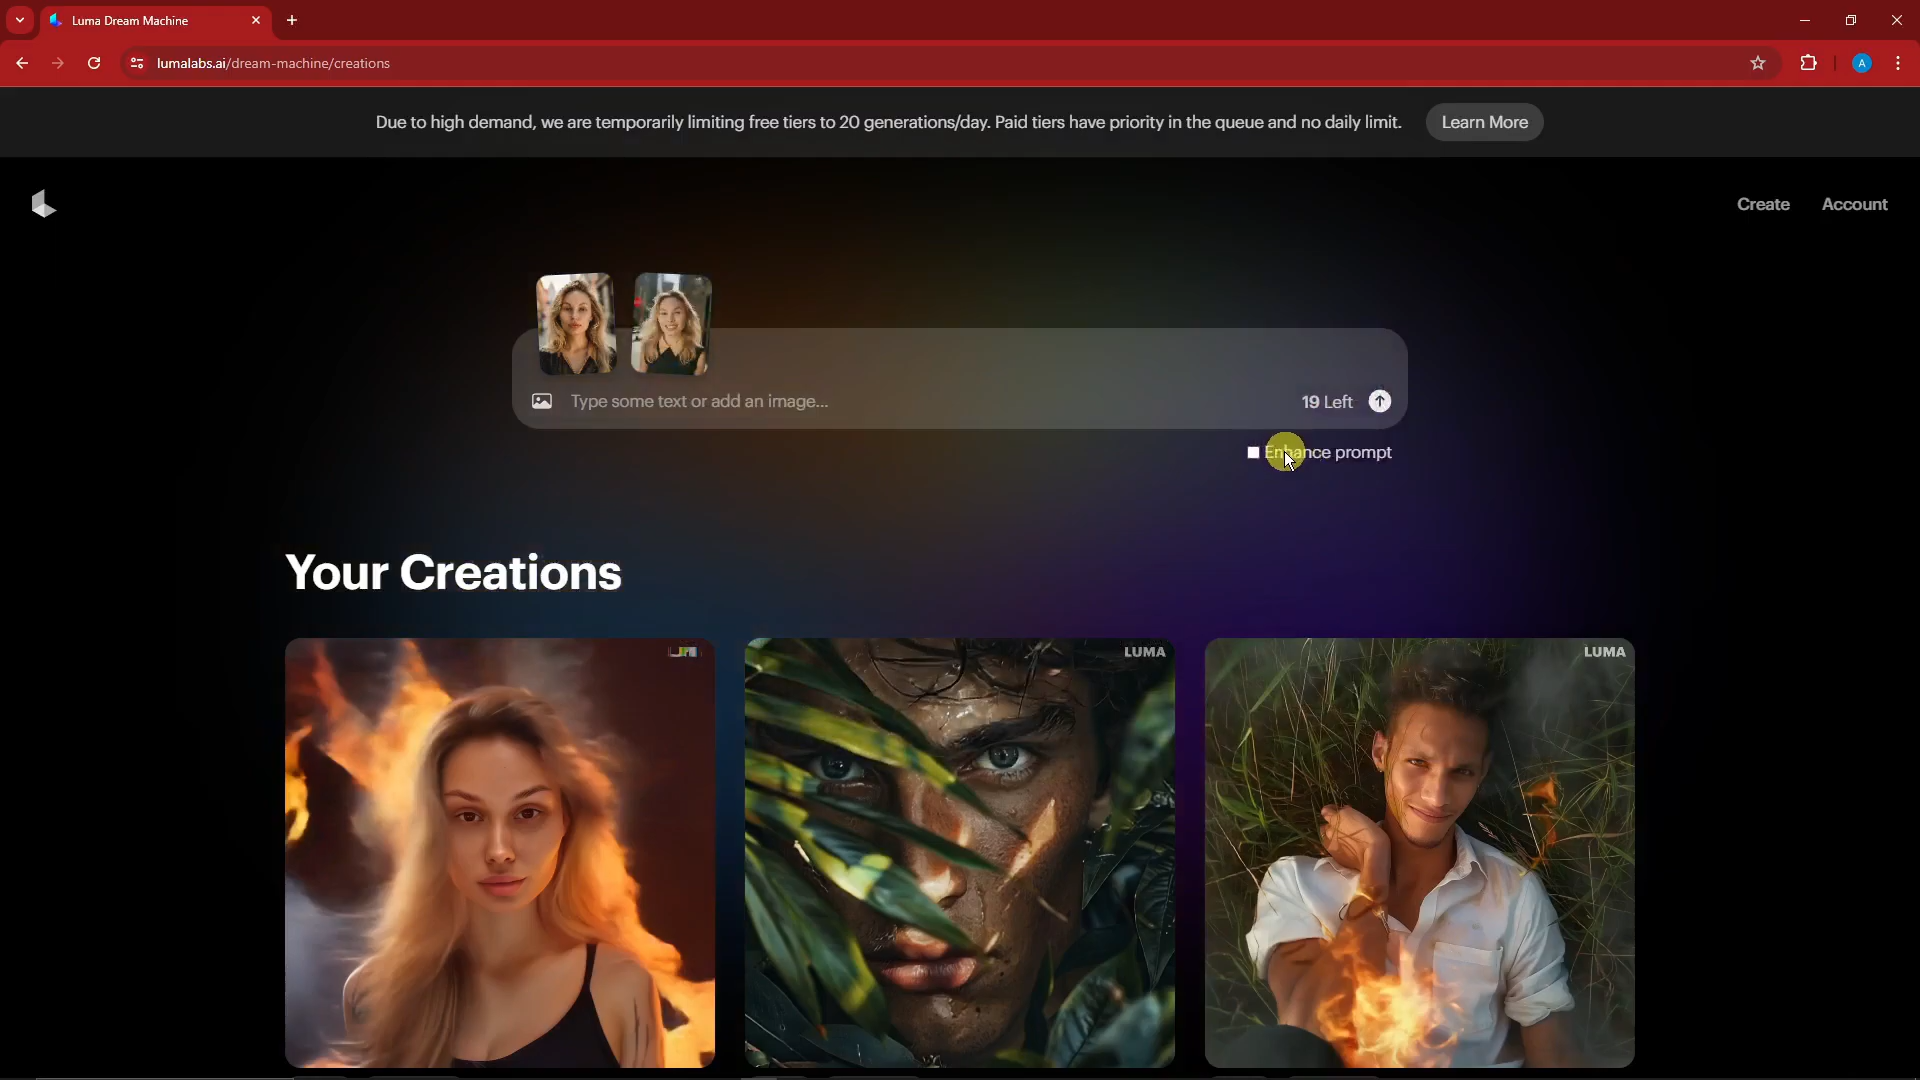 Luma Dream Machine
lumalabs.ai/dream-machine/creations
A
Due to high demand, we are temporarily limiting free tiers to 20 generations/day. Paid tiers have priority in the queue and no daily limit.
Learn More
Create
Account
Type some text or add an image...
19 Left
Enhance prompt
Your Creations
LUMA
LUMA